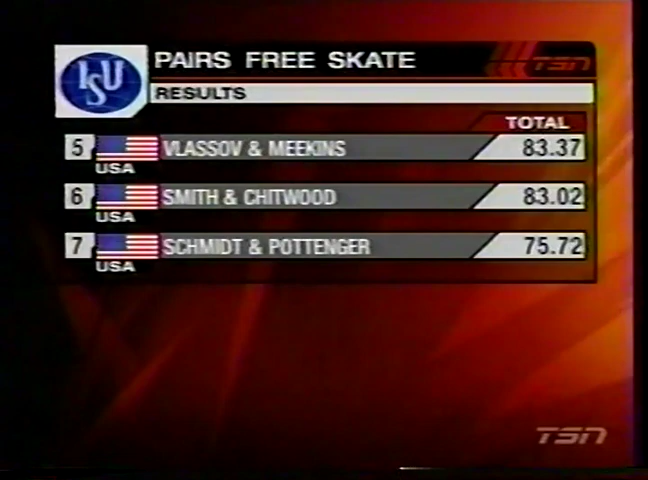 ISU
PAIRS FREE SKATE
TSN
RESULTS
TOTAL
5 VLASSOV & MEEKINS 83.37
USA
6 SMITH & CHITWOOD 83.02
USA
7 SCHMIDT & POTTENGER 75.72
USA
TSN